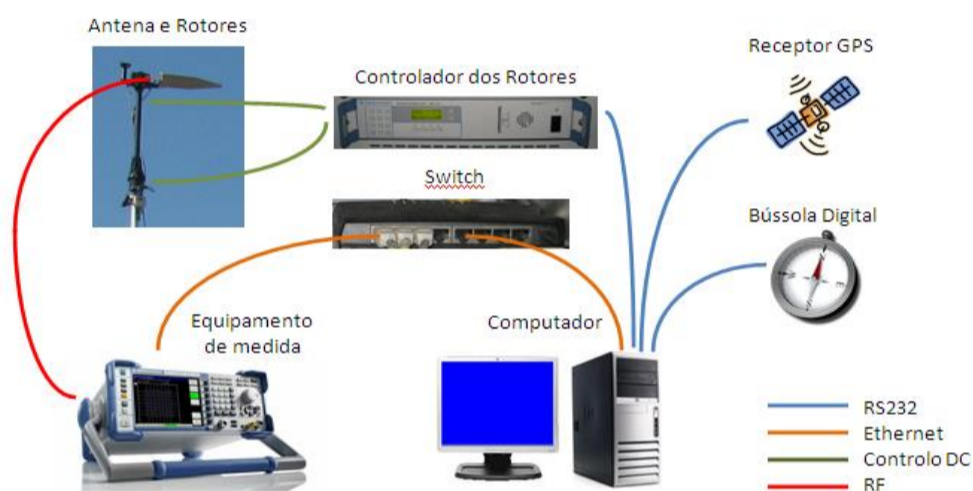 Antena e Rotores
Controlador dos Rotores
Receptor GPS
Switch
Bússola Digital
Equipamento
de medida
Computador
RS232
Ethernet
Controlo DC
RF